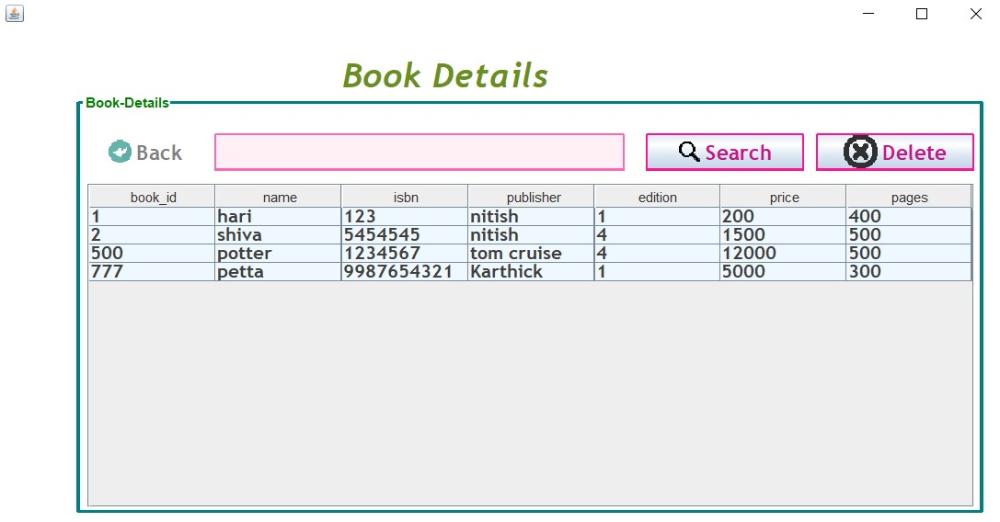 Book Details
Book-Details
Back Search Delete
book_id name isbn publisher edition price pages
1 hari 123 nitish 1 200 400
2 shiva 5454545 nitish 4 1500 500
500 potter 1234567 tom cruise 4 12000 500
777 petta 9987654321 Karthick 1 5000 300